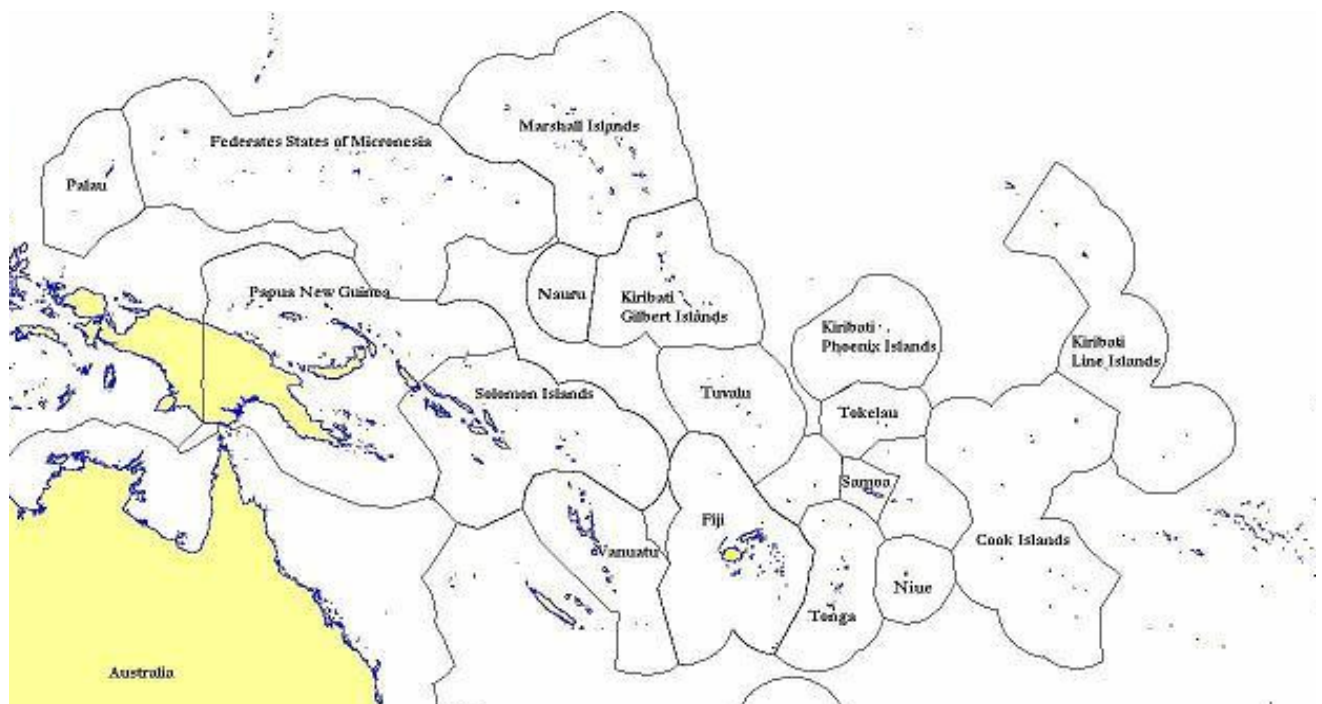 Marshall Islands
Federates States of Micronesia
Palau
Papua New Guinea
Nauru
Kiribati
Gilbert Islands
Kiribati
Phoenix Islands
Kiribati
Line Islands
Solomon Islands
Tuvalu
Tokelau
Samoa
Fiji
Vanuatu
Cook Islands
Niue
Tonga
Australia